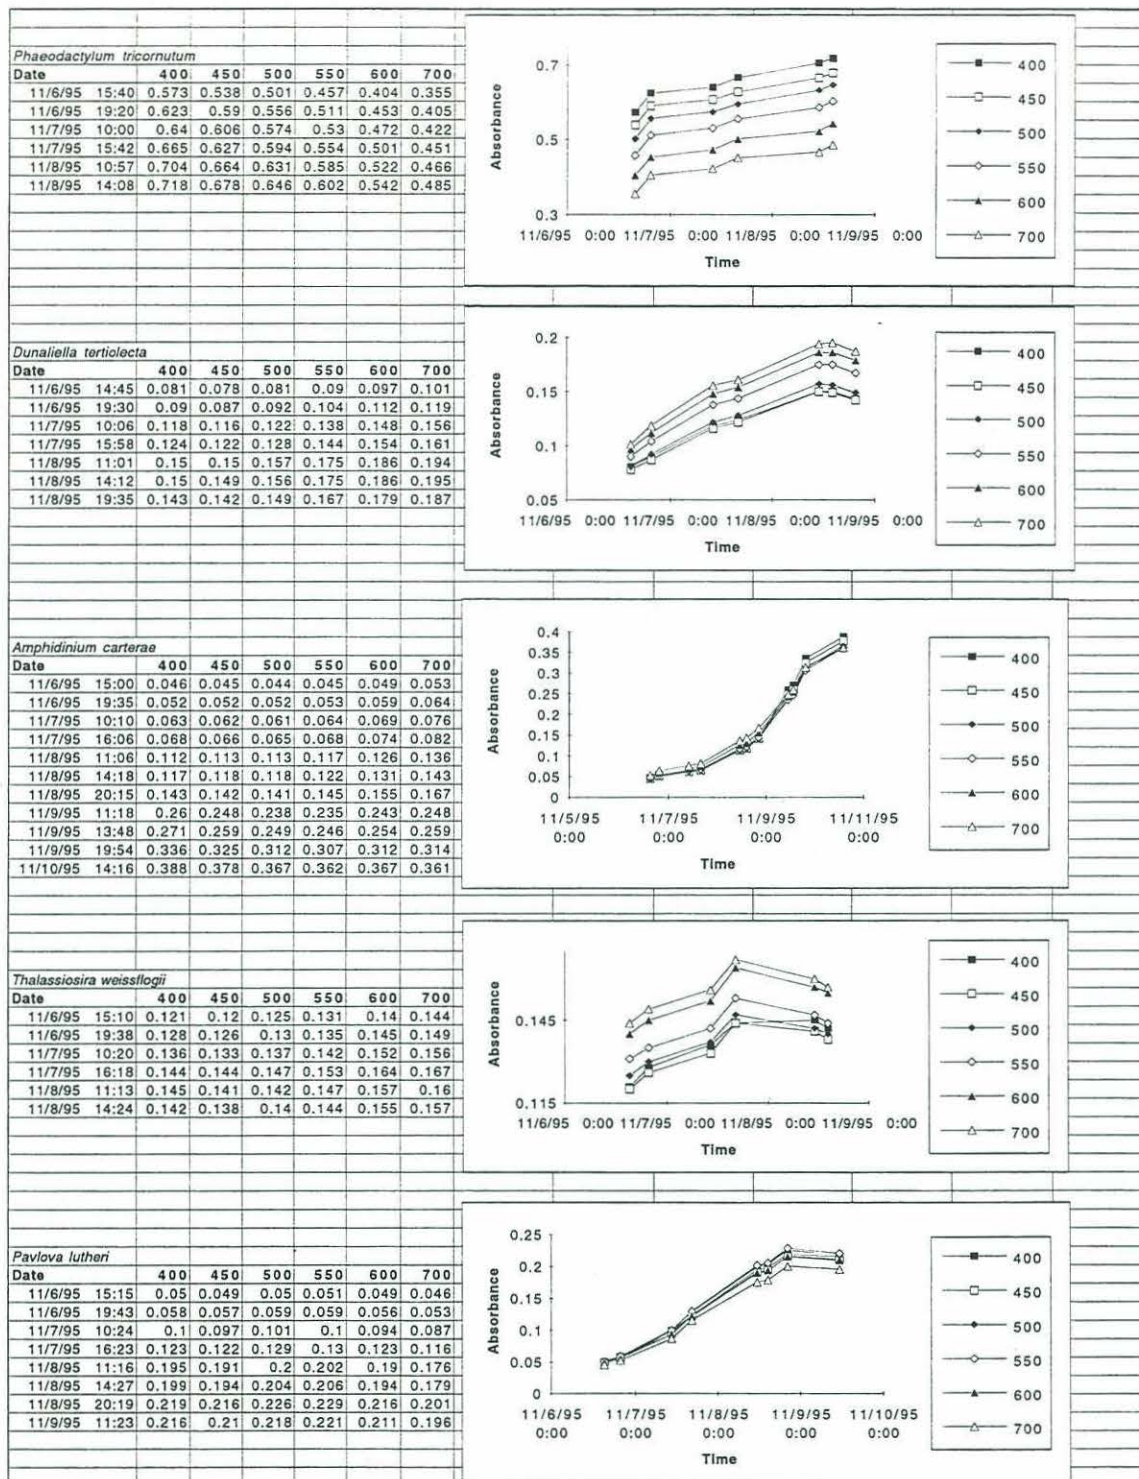 Phaeodactylum tricornutum
Date 400 450 500 550 600 700
11/6/95 15:40 0.573 0.538 0.501 0.457 0.404 0.355
11/6/95 19:20 0.623 0.59 0.556 0.511 0.453 0.405
11/7/95 10:00 0.64 0.606 0.574 0.53 0.472 0.422
11/7/95 15:42 0.665 0.627 0.594 0.554 0.501 0.451
11/8/95 10:57 0.704 0.664 0.631 0.585 0.522 0.466
11/8/95 14:08 0.718 0.678 0.646 0.602 0.542 0.485
Absorbance
0.7
0.5
0.3
11/6/95 0:00 11/7/95 0:00 11/8/95 0:00 11/9/95 0:00
Time
400
450
500
550
600
700
Dunaliella tertiolecta
Date 400 450 500 550 600 700
11/6/95 14:45 0.081 0.078 0.081 0.09 0.097 0.101
11/6/95 19:30 0.09 0.087 0.092 0.104 0.112 0.119
11/7/95 10:06 0.118 0.116 0.122 0.138 0.148 0.156
11/7/95 15:58 0.124 0.122 0.128 0.144 0.154 0.161
11/8/95 11:01 0.15 0.15 0.157 0.175 0.186 0.194
11/8/95 14:12 0.15 0.149 0.156 0.175 0.186 0.195
11/8/95 19:35 0.143 0.142 0.149 0.167 0.179 0.187
Absorbance
0.2
0.15
0.1
0.05
11/6/95 0:00 11/7/95 0:00 11/8/95 0:00 11/9/95 0:00
Time
400
450
500
550
600
700
Amphidinium carterae
Date 400 450 500 550 600 700
11/6/95 15:00 0.046 0.045 0.044 0.045 0.049 0.053
11/6/95 19:35 0.052 0.052 0.052 0.053 0.059 0.064
11/7/95 10:10 0.063 0.062 0.061 0.064 0.069 0.076
11/7/95 16:06 0.068 0.066 0.065 0.068 0.074 0.082
11/8/95 11:06 0.112 0.113 0.113 0.117 0.126 0.136
11/8/95 14:18 0.117 0.118 0.118 0.122 0.131 0.143
11/8/95 20:15 0.143 0.142 0.141 0.145 0.155 0.167
11/9/95 11:18 0.26 0.248 0.238 0.235 0.243 0.248
11/9/95 13:48 0.271 0.259 0.249 0.246 0.254 0.259
11/9/95 19:54 0.336 0.325 0.312 0.307 0.312 0.314
11/10/95 14:16 0.388 0.378 0.367 0.362 0.367 0.361
Absorbance
0.4
0.35
0.3
0.25
0.2
0.15
0.1
0.05
0
11/5/95 11/7/95 11/9/95 11/11/95
0:00 0:00 0:00 0:00
Time
400
450
500
550
600
700
Thalassiosira weissflogii
Date 400 450 500 550 600 700
11/6/95 15:10 0.121 0.12 0.125 0.131 0.14 0.144
11/6/95 19:38 0.128 0.126 0.13 0.135 0.145 0.149
11/7/95 10:20 0.136 0.133 0.137 0.142 0.152 0.156
11/7/95 16:18 0.144 0.144 0.147 0.153 0.164 0.167
11/8/95 11:13 0.145 0.141 0.142 0.147 0.157 0.16
11/8/95 14:24 0.142 0.138 0.14 0.144 0.155 0.157
Absorbance
0.145
0.115
11/6/95 0:00 11/7/95 0:00 11/8/95 0:00 11/9/95 0:00
Time
400
450
500
550
600
700
Pavlova lutheri
Date 400 450 500 550 600 700
11/6/95 15:15 0.05 0.049 0.05 0.051 0.049 0.046
11/6/95 19:43 0.058 0.057 0.059 0.059 0.056 0.053
11/7/95 10:24 0.1 0.097 0.101 0.1 0.094 0.087
11/7/95 16:23 0.123 0.122 0.129 0.13 0.123 0.116
11/8/95 11:16 0.195 0.191 0.2 0.202 0.19 0.176
11/8/95 14:27 0.199 0.194 0.204 0.206 0.194 0.179
11/8/95 20:19 0.219 0.216 0.226 0.229 0.216 0.201
11/9/95 11:23 0.216 0.21 0.218 0.221 0.211 0.196
Absorbance
0.25
0.2
0.15
0.1
0.05
0
11/6/95 11/7/95 11/8/95 11/9/95 11/10/95
0:00 0:00 0:00 0:00 0:00
Time
400
450
500
550
600
700